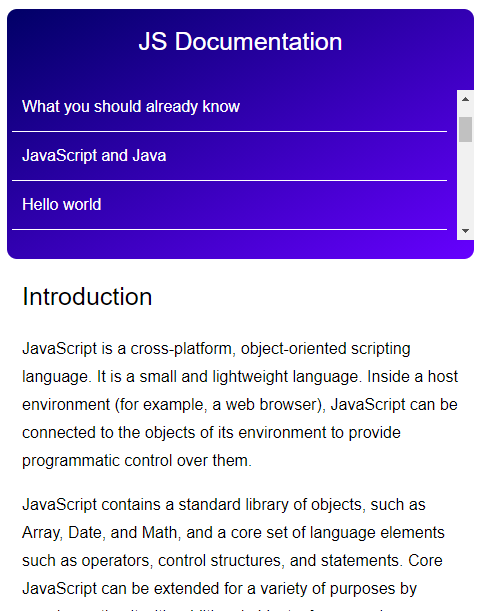 JS Documentation
What you should already know
JavaScript and Java
Hello world
Introduction
JavaScript is a cross-platform, object-oriented scripting
language. It is a small and lightweight language. Inside a host
environment (for example, a web browser), JavaScript can be
connected to the objects of its environment to provide
programmatic control over them.
JavaScript contains a standard library of objects, such as
Array, Date, and Math, and a core set of language elements
such as operators, control structures, and statements. Core
JavaScript can be extended for a variety of purposes by